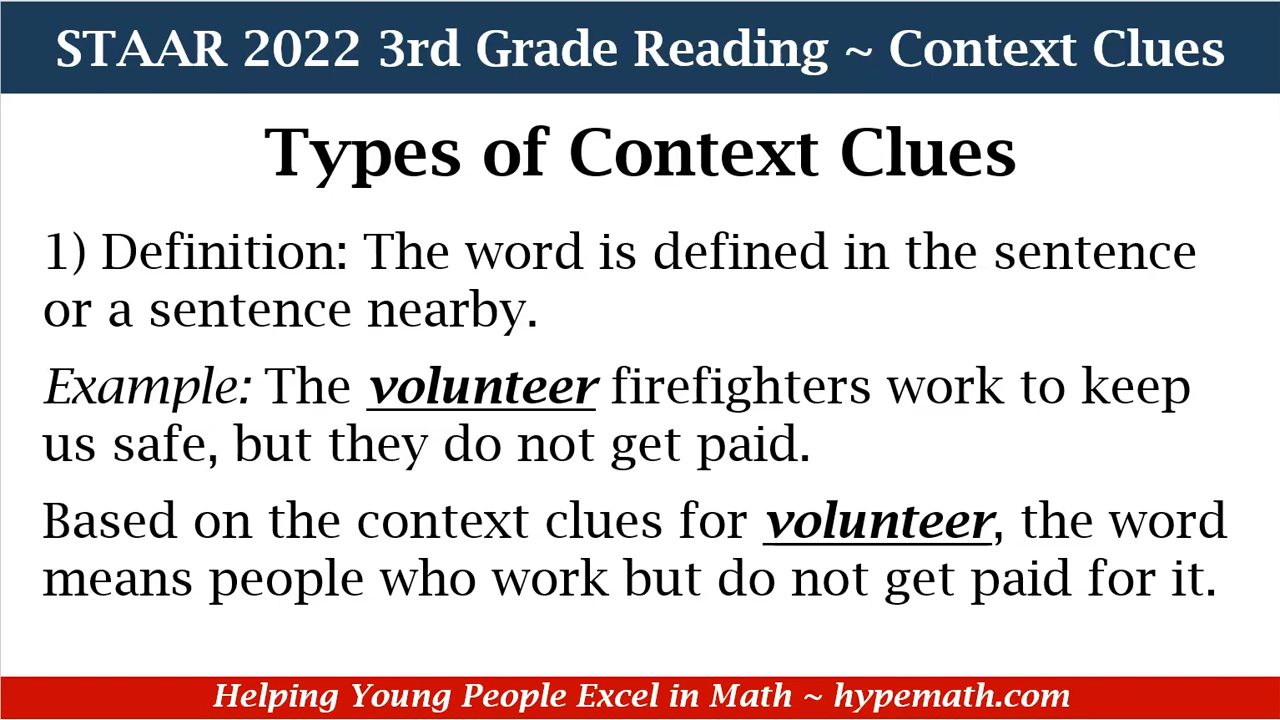 STAAR 2022 3rd Grade Reading ~ Context Clues
Types of Context Clues
1) Definition: The word is defined in the sentence
or a sentence nearby.
Example: The volunteer firefighters work to keep
us safe, but they do not get paid.
Based on the context clues for volunteer, the word
means people who work but do not get paid for it.
Helping Young People Excel in Math ~ hypemath.com